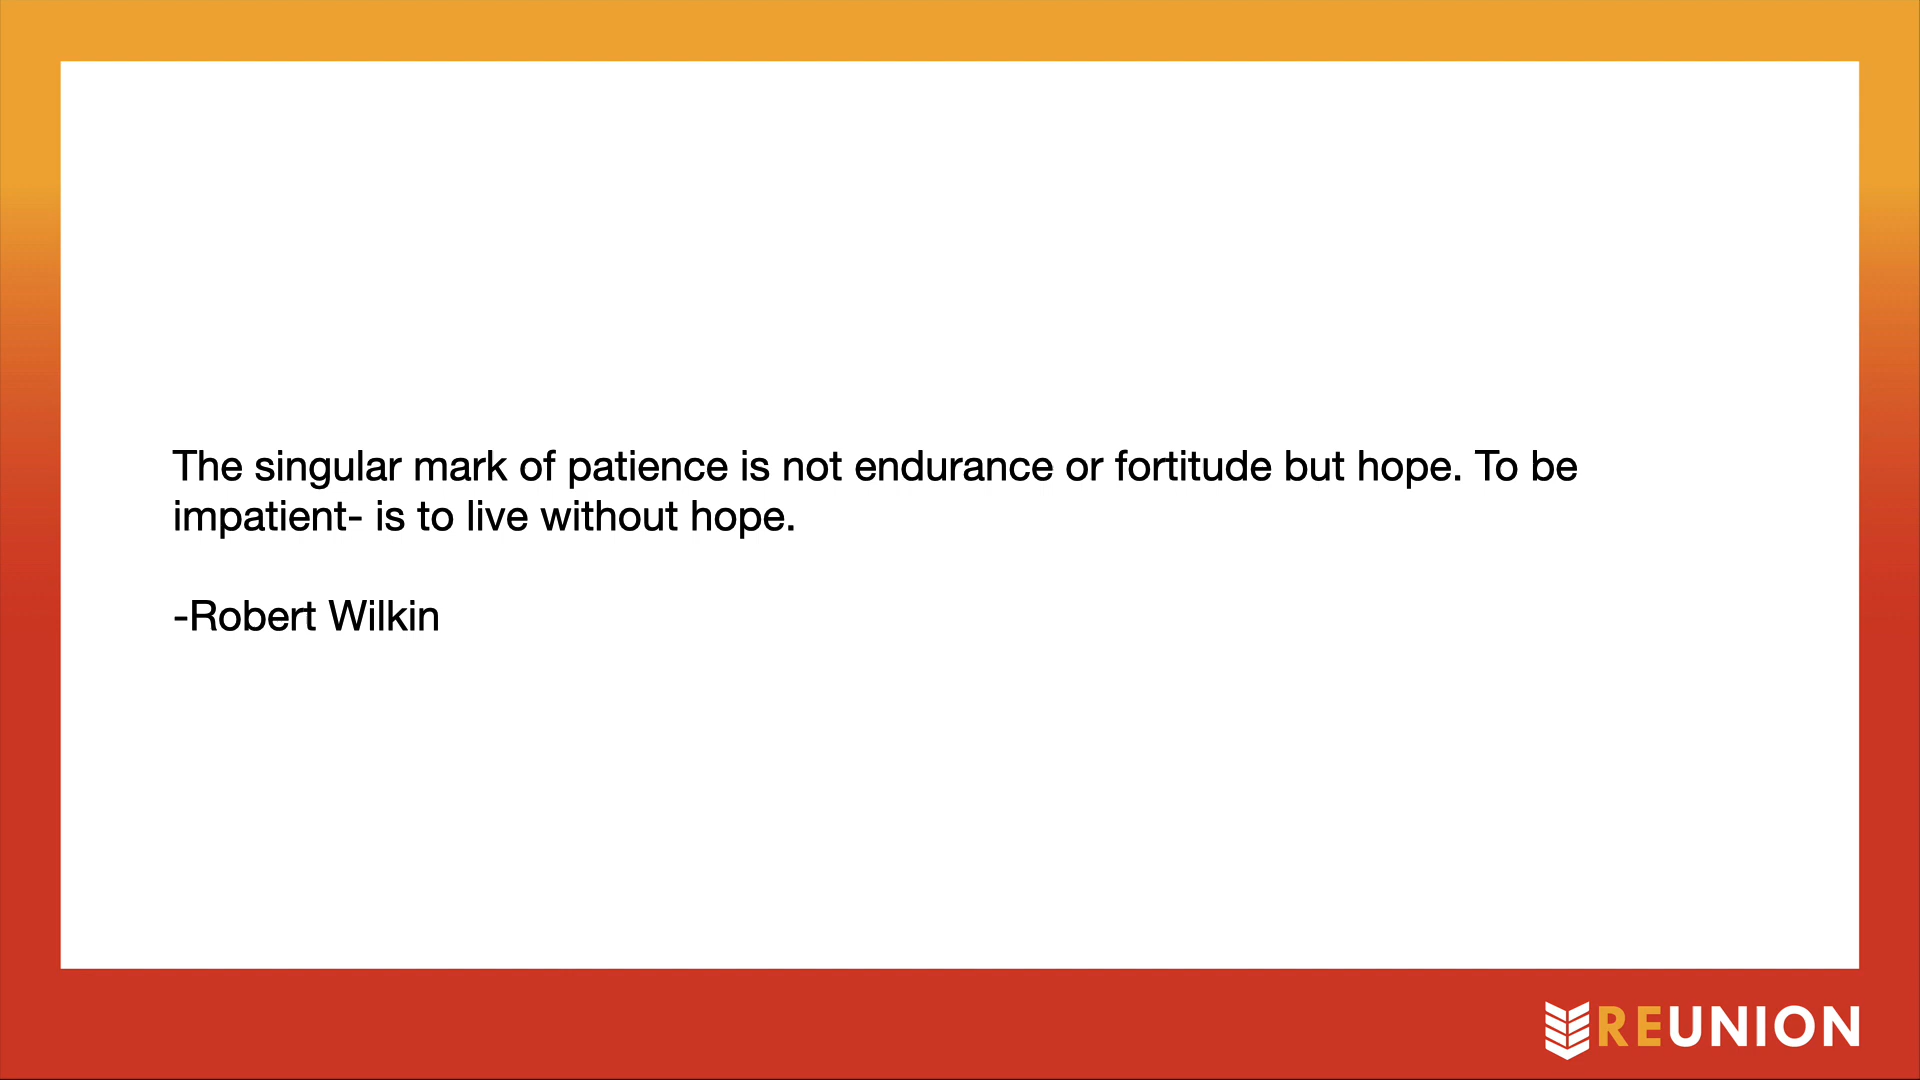 The singular mark of patience is not endurance or fortitude but hope. To be
impatient- is to live without hope.
-Robert Wilkin
REUNION